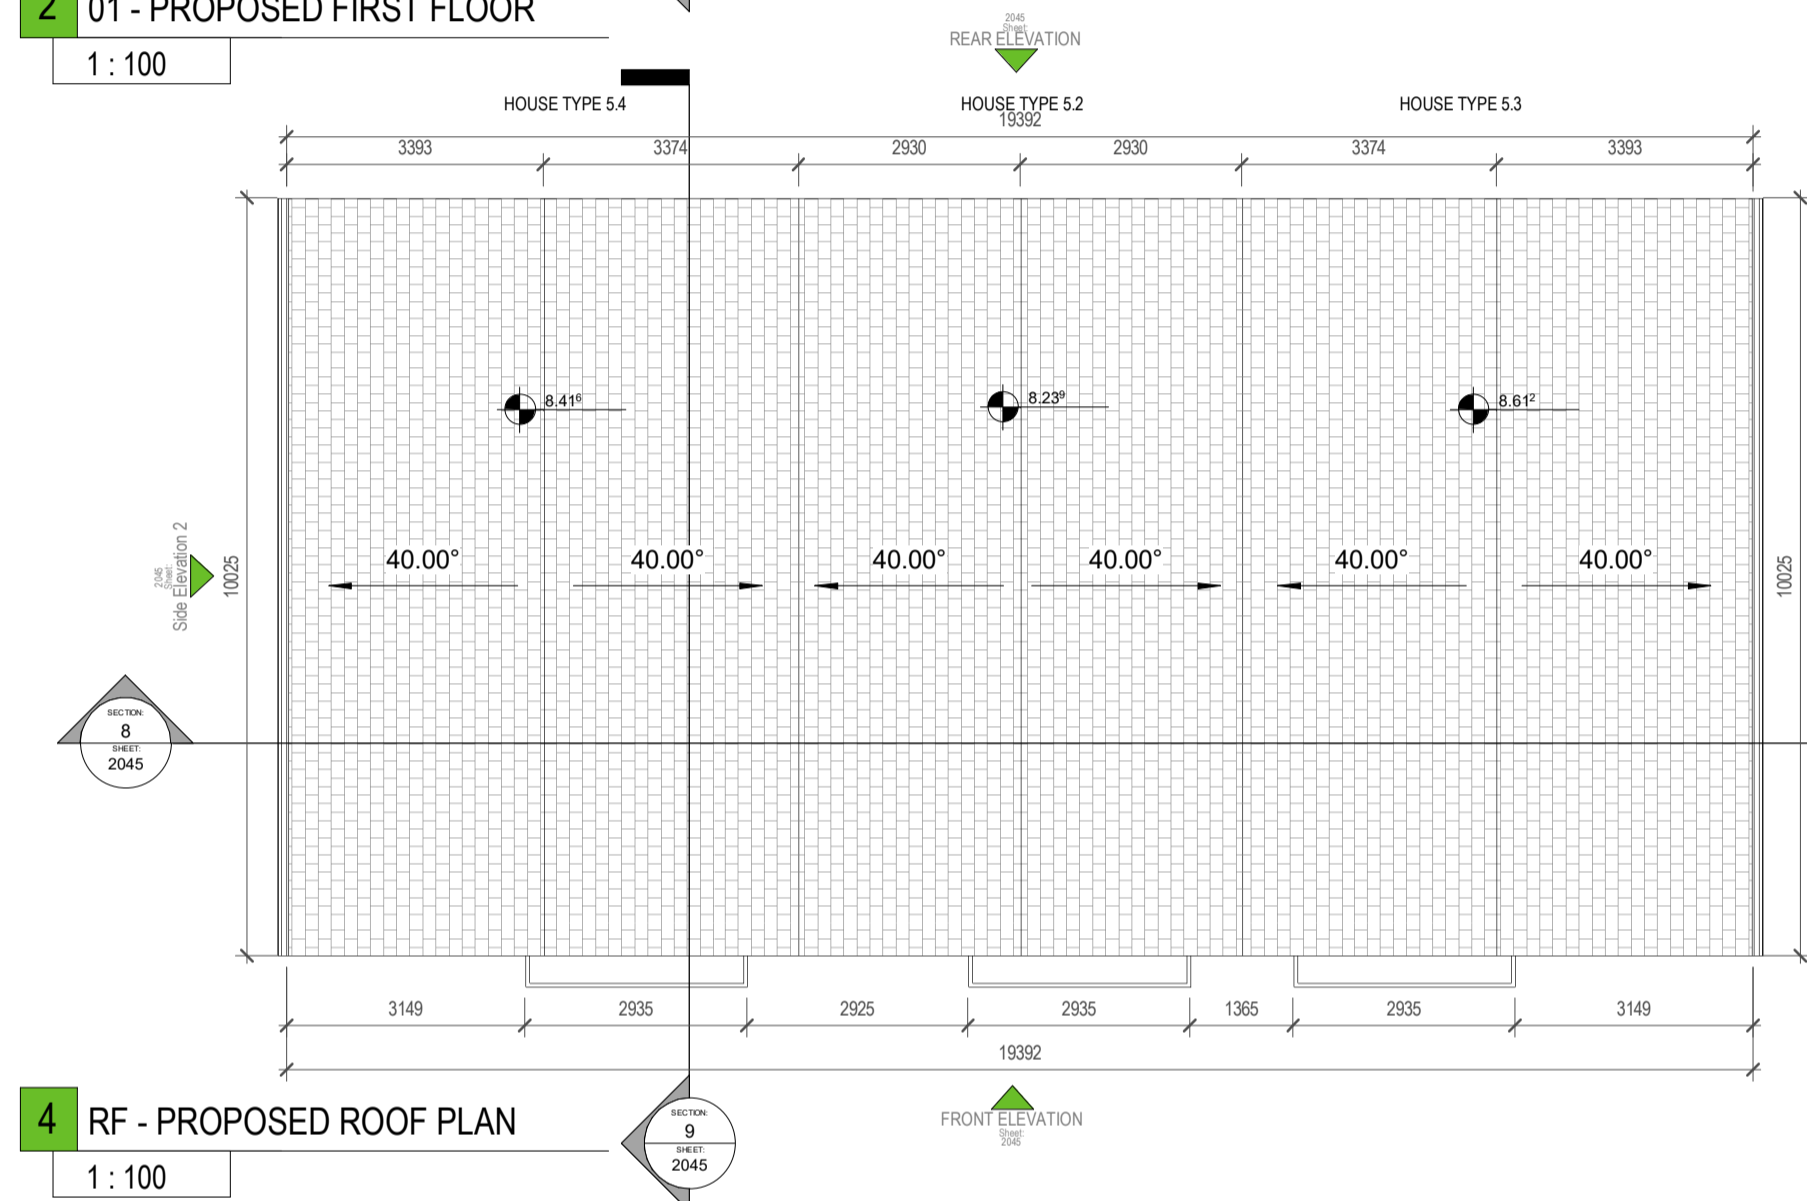 2 01 - PROPOSED FIRST FLOOR
1 : 100
2045
Sheet:
REAR ELEVATION
HOUSE TYPE 5.4 HOUSE TYPE 5.2 HOUSE TYPE 5.3
19392
3393 3374 2930 2930 3374 3393
8.41⁶ 8.23⁹ 8.61²
40.00° 40.00° 40.00° 40.00° 40.00° 40.00°
2045
Sheet:
Side Elevation 2
10025
10025
SECTION:
8
SHEET:
2045
3149 2935 2925 2935 1365 2935 3149
19392
4 RF - PROPOSED ROOF PLAN
1 : 100
SECTION:
9
SHEET:
2045
FRONT ELEVATION
Sheet:
2045